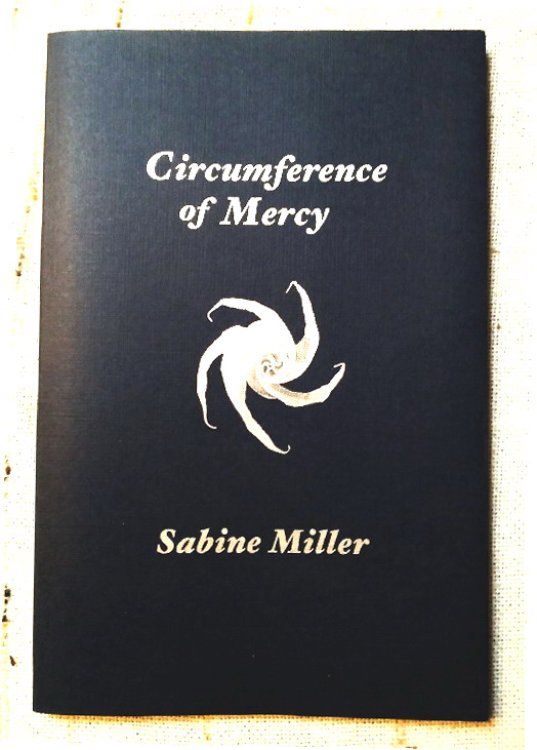 Circumference
of Mercy
Sabine Miller